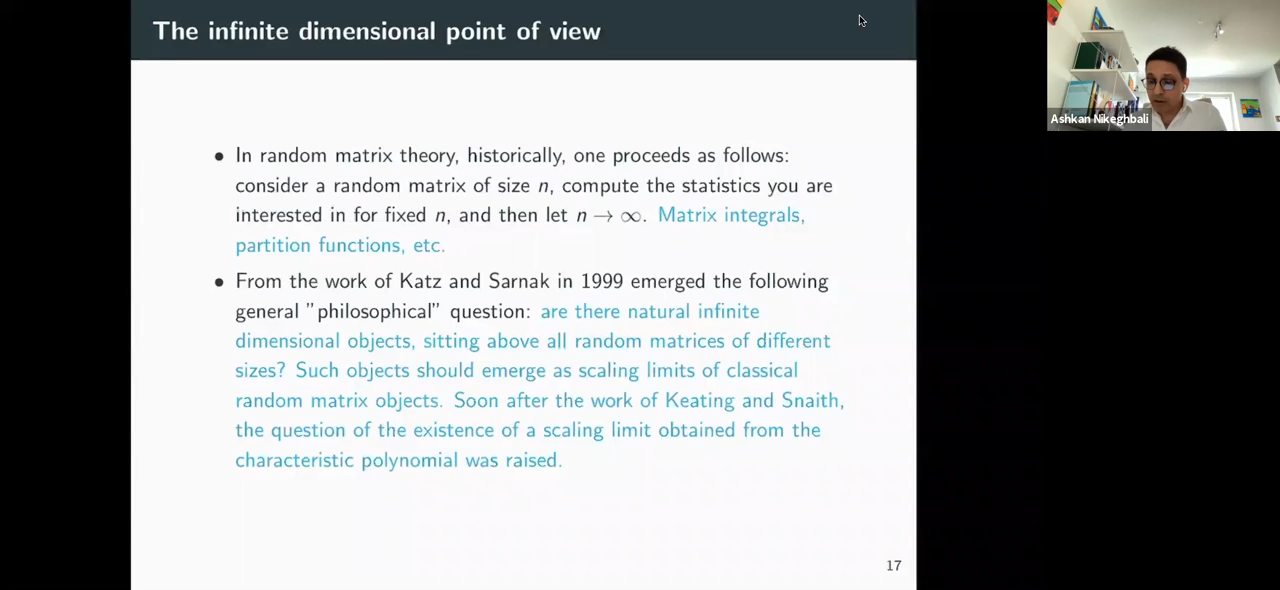 The infinite dimensional point of view
Ashkan Nikeghbali
• In random matrix theory, historically, one proceeds as follows:
consider a random matrix of size n, compute the statistics you are
interested in for fixed n, and then let n → ∞. Matrix integrals,
partition functions, etc.
• From the work of Katz and Sarnak in 1999 emerged the following
general ”philosophical” question: are there natural infinite
dimensional objects, sitting above all random matrices of different
sizes? Such objects should emerge as scaling limits of classical
random matrix objects. Soon after the work of Keating and Snaith,
the question of the existence of a scaling limit obtained from the
characteristic polynomial was raised.
17